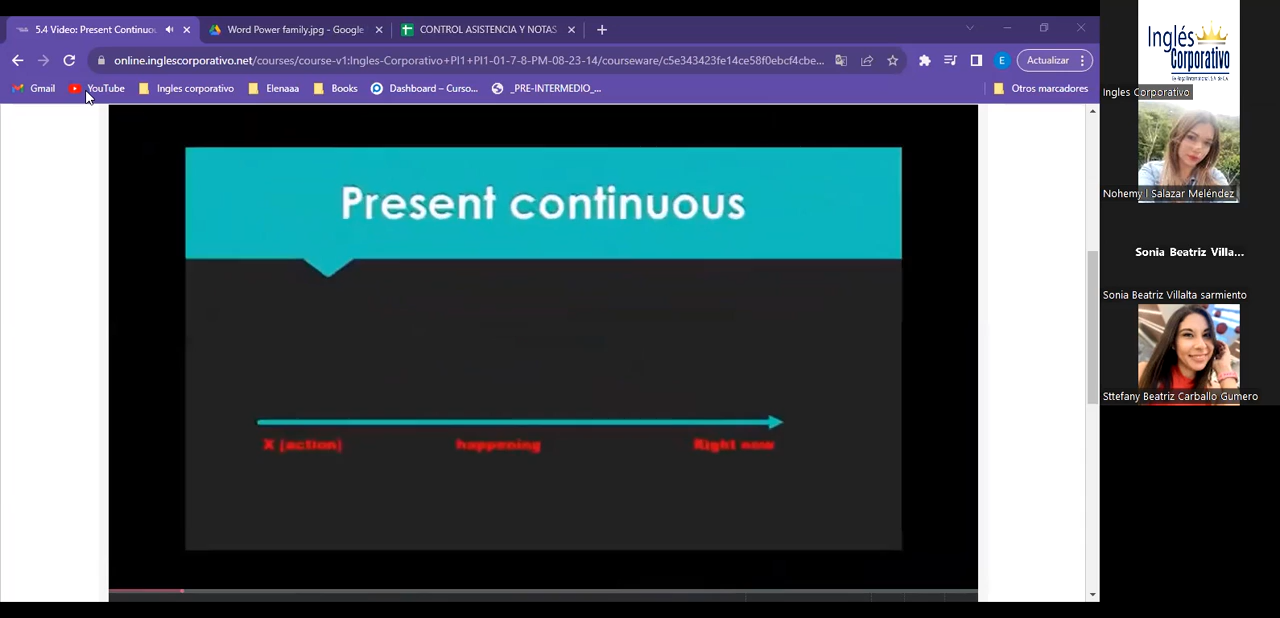 5.4 Video: Present Continuo
Word Power family.jpg - Google
CONTROL ASISTENCIA Y NOTAS
online.inglescorporativo.net/courses/course-v1:Ingles-Corporativo+PI1+PI1-01-7-8-PM-08-23-14/courseware/c5e343423fe14ce58f0ebcf4cbe...
E
Actualizar
Gmail
YouTube
Ingles corporativo
Elenaaa
Books
Dashboard – Curso...
_PRE-INTERMEDIO_...
Otros marcadores
Present continuous
X (action)
happening
Right now
Inglés
Corporativo
Ingles Corporativo
Nohemy I Salazar Meléndez
Sonia Beatriz Villa...
Sonia Beatriz Villalta sarmiento
Sttefany Beatriz Carballo Gumero